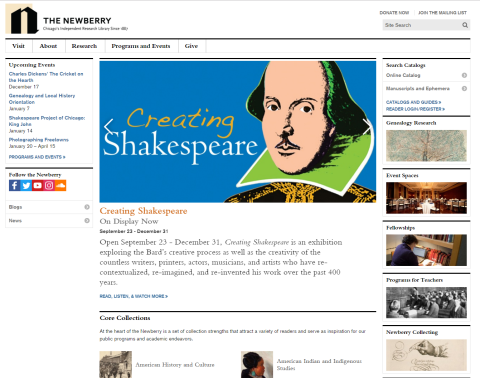 THE NEWBERRY
Chicago's Independent Research Library Since 1887
DONATE NOW JOIN THE MAILING LIST
Site Search
Visit About Research Programs and Events Give
Upcoming Events
Charles Dickens' The Cricket on
the Hearth
December 17
Genealogy and Local History
Orientation
January 7
Shakespeare Project of Chicago:
King John
January 14
Photographing Freetowns
January 20 – April 15
PROGRAMS AND EVENTS
Follow the Newberry
Blogs
News
Creating
Shakespeare
Creating Shakespeare
On Display Now
September 23 - December 31
Open September 23 - December 31, Creating Shakespeare is an exhibition
exploring the Bard's creative process as well as the creativity of the
countless writers, printers, actors, musicians, and artists who have re-
contextualized, re-imagined, and re-invented his work over the past 400
years.
READ, LISTEN, & WATCH MORE
Core Collections
At the heart of the Newberry is a set of collection strengths that attract a variety of readers and serve as inspiration for our
public programs and academic endeavors.
American History and Culture
American Indian and Indigenous
Studies
Search Catalogs
Online Catalog
Manuscripts and Ephemera
CATALOGS AND GUIDES
READER LOGIN/REGISTER
Genealogy Research
Event Spaces
Fellowships
Programs for Teachers
Newberry Collecting